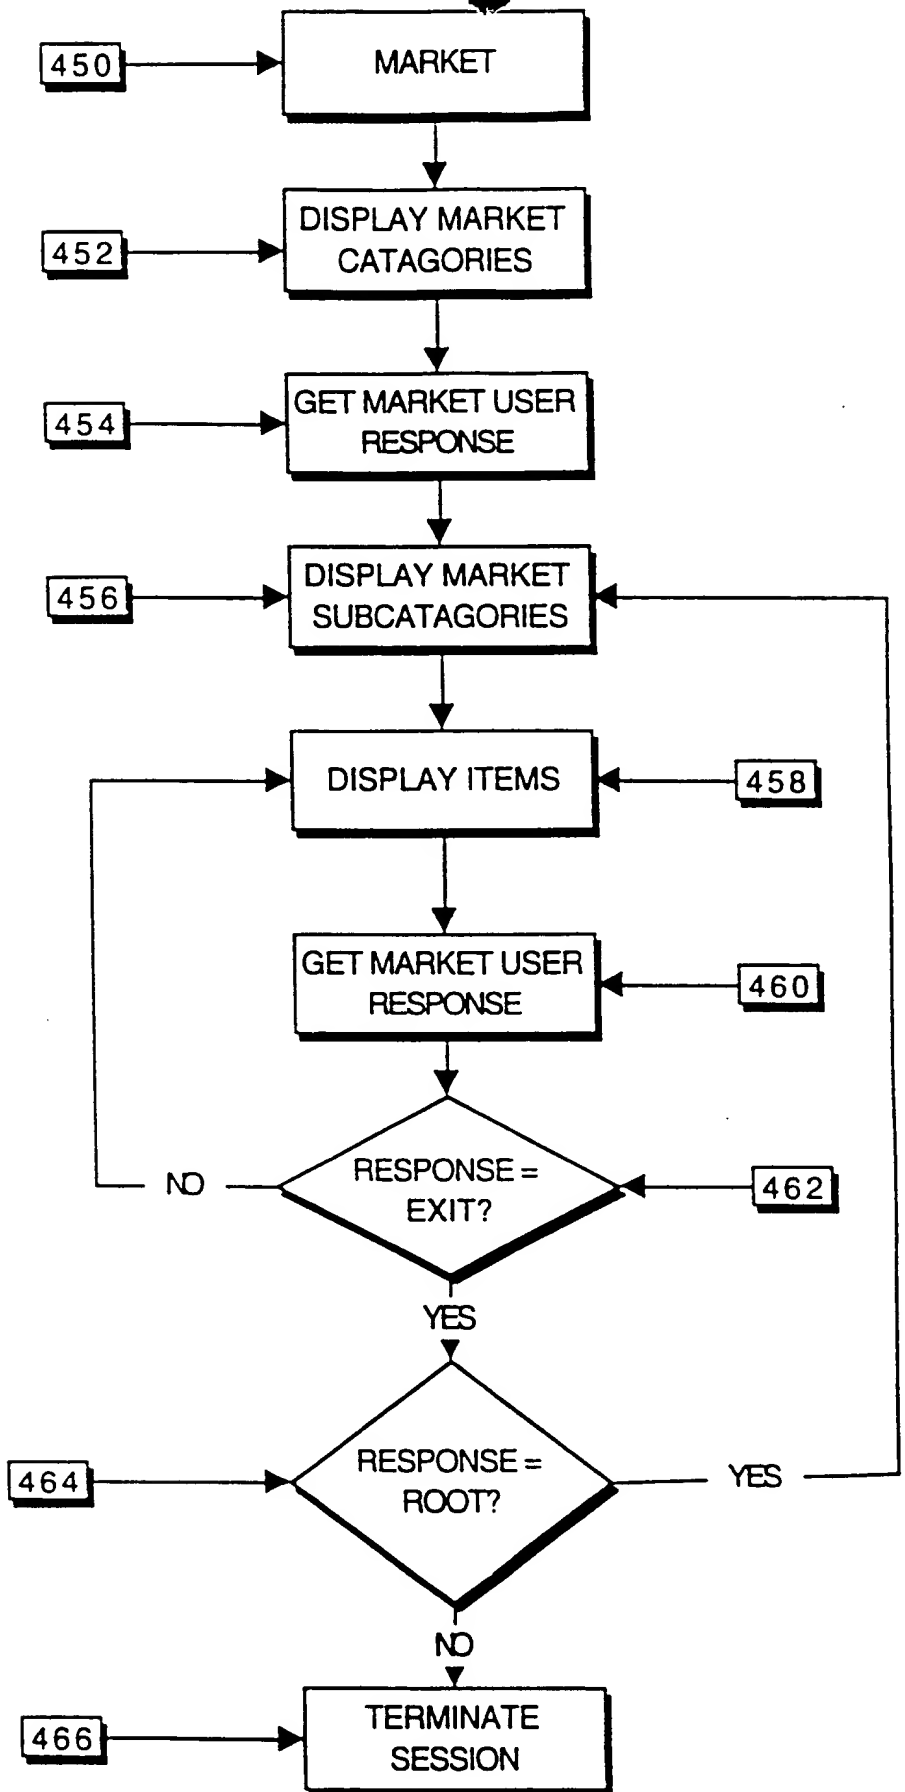 450
MARKET
452
DISPLAY MARKET
CATAGORIES
454
GET MARKET USER
RESPONSE
456
DISPLAY MARKET
SUBCATAGORIES
DISPLAY ITEMS
458
GET MARKET USER
RESPONSE
460
NO
RESPONSE =
EXIT?
462
YES
464
RESPONSE =
ROOT?
YES
NO
466
TERMINATE
SESSION